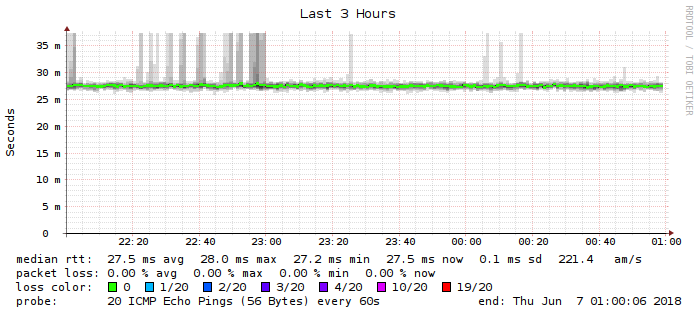 Last 3 Hours
RRDTOOL / TOBI OETIKER
Seconds
35 m
30 m
25 m
20 m
15 m
10 m
5 m
0
22:20 22:40 23:00 23:20 23:40 00:00 00:20 00:40 01:00
median rtt: 27.5 ms avg 28.0 ms max 27.2 ms min 27.5 ms now 0.1 ms sd 221.4 am/s
packet loss: 0.00 % avg 0.00 % max 0.00 % min 0.00 % now
loss color: 0 1/20 2/20 3/20 4/20 10/20 19/20
probe: 20 ICMP Echo Pings (56 Bytes) every 60s end: Thu Jun 7 01:00:06 2018